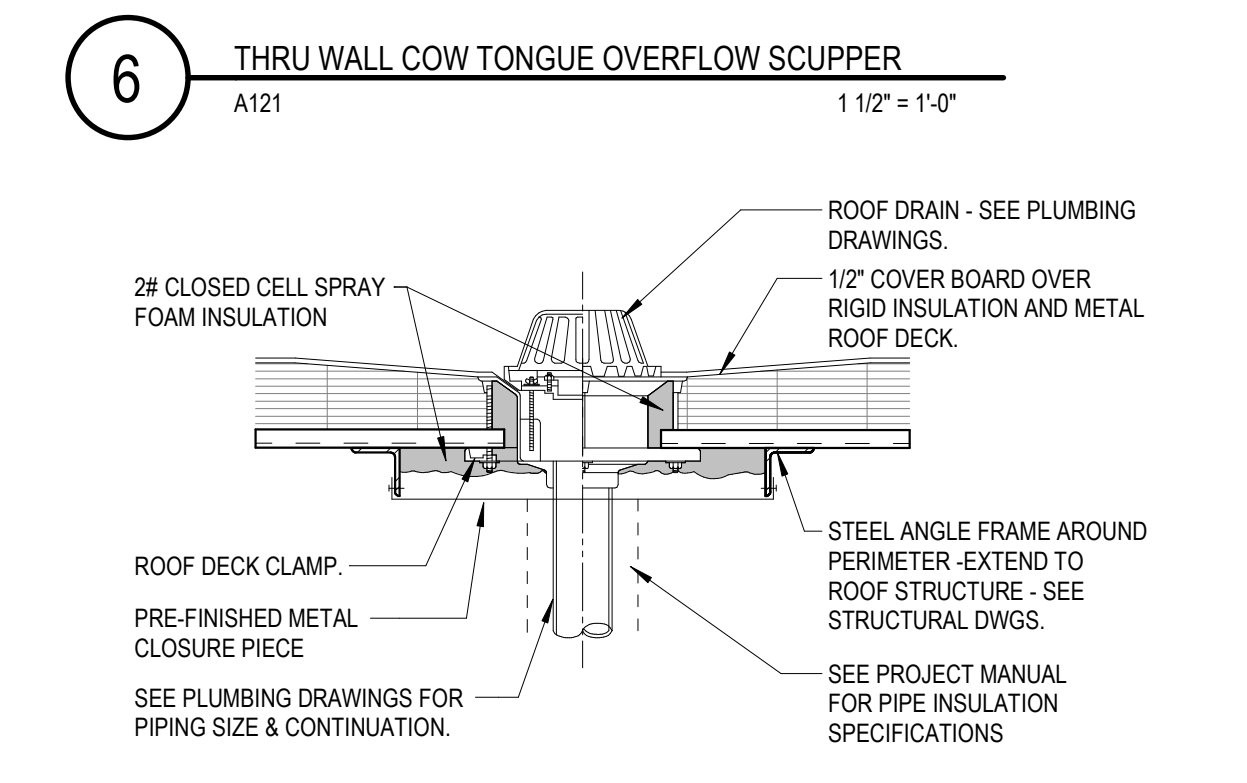 6
THRU WALL COW TONGUE OVERFLOW SCUPPER
A121
1 1/2" = 1'-0"
ROOF DRAIN - SEE PLUMBING
DRAWINGS.
2# CLOSED CELL SPRAY
FOAM INSULATION
1/2" COVER BOARD OVER
RIGID INSULATION AND METAL
ROOF DECK.
ROOF DECK CLAMP.
PRE-FINISHED METAL
CLOSURE PIECE
SEE PLUMBING DRAWINGS FOR
PIPING SIZE & CONTINUATION.
STEEL ANGLE FRAME AROUND
PERIMETER -EXTEND TO
ROOF STRUCTURE - SEE
STRUCTURAL DWGS.
SEE PROJECT MANUAL
FOR PIPE INSULATION
SPECIFICATIONS